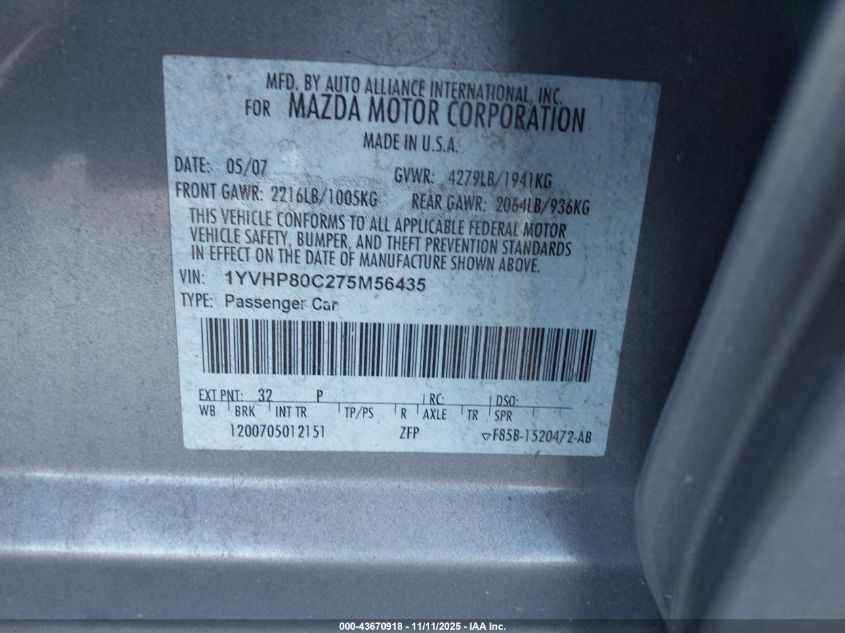 MFD. BY AUTO ALLIANCE INTERNATIONAL, INC.
FOR MAZDA MOTOR CORPORATION
MADE IN U.S.A.
DATE: 05/07 GVWR: 4279LB/1941KG
FRONT GAWR: 2216LB/1005KG REAR GAWR: 2064LB/936KG
THIS VEHICLE CONFORMS TO ALL APPLICABLE FEDERAL MOTOR
VEHICLE SAFETY, BUMPER, AND THEFT PREVENTION STANDARDS
IN EFFECT ON THE DATE OF MANUFACTURE SHOWN ABOVE.
VIN: 1YVHP80C275M56435
TYPE: Passenger Car
EXT PNT: 32 P RC: DSO:
WB BRK INT TR TP/PS R AXLE TR SPR
1200705012151 ZFP ▽F85B-1520472-AB
000-43670918 - 11/11/2025 - IAA Inc.